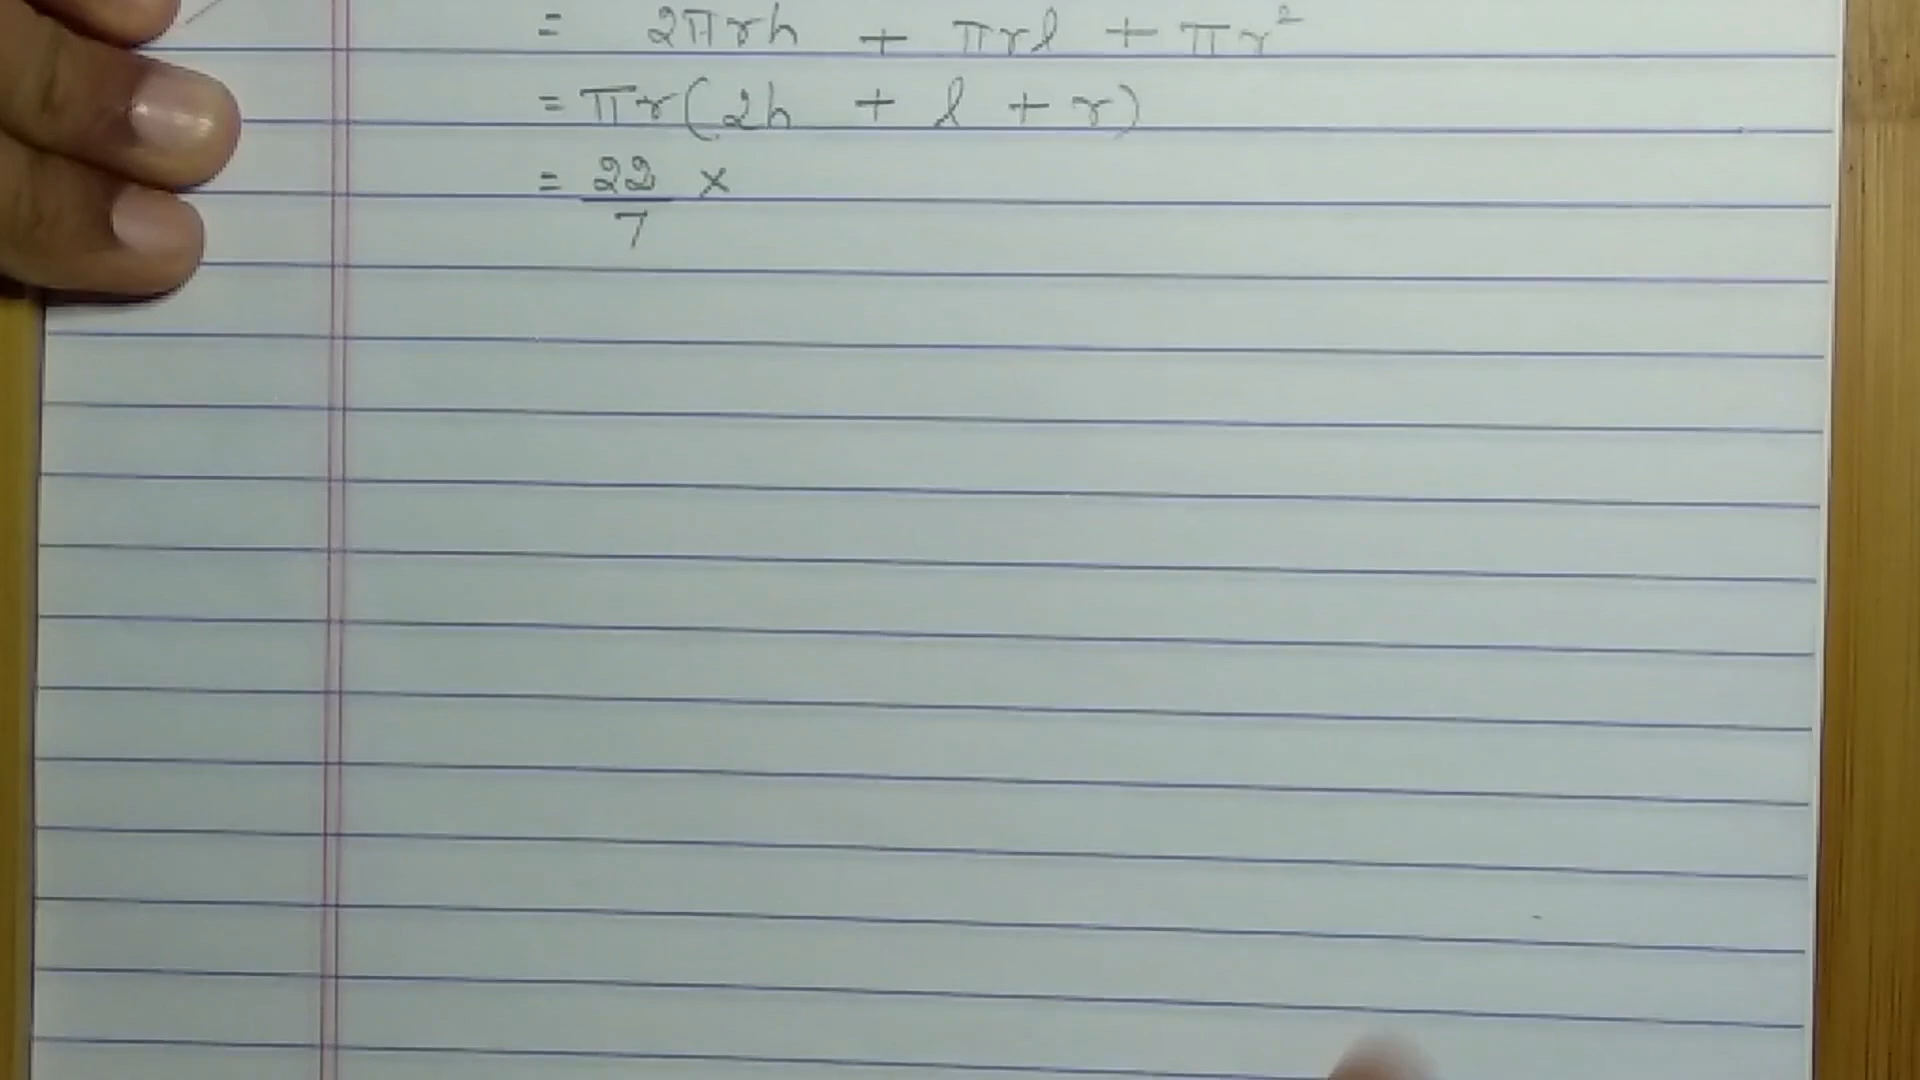 = 2πrh + πrl + πr²
= πr(2h + l + r)
= 22/7 ×